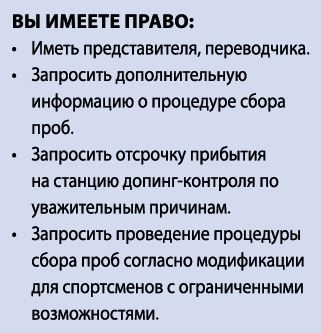 ВЫ ИМЕЕТЕ ПРАВО:
• Иметь представителя, переводчика.
• Запросить дополнительную
информацию о процедуре сбора
проб.
• Запросить отсрочку прибытия
на станцию допинг-контроля по
уважительным причинам.
• Запросить проведение процедуры
сбора проб согласно модификации
для спортсменов с ограниченными
возможностями.